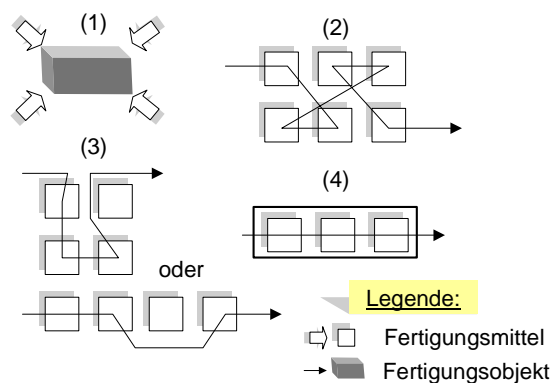 (1)
(2)
(3)
(4)
oder
Legende:
Fertigungsmittel
Fertigungsobjekt